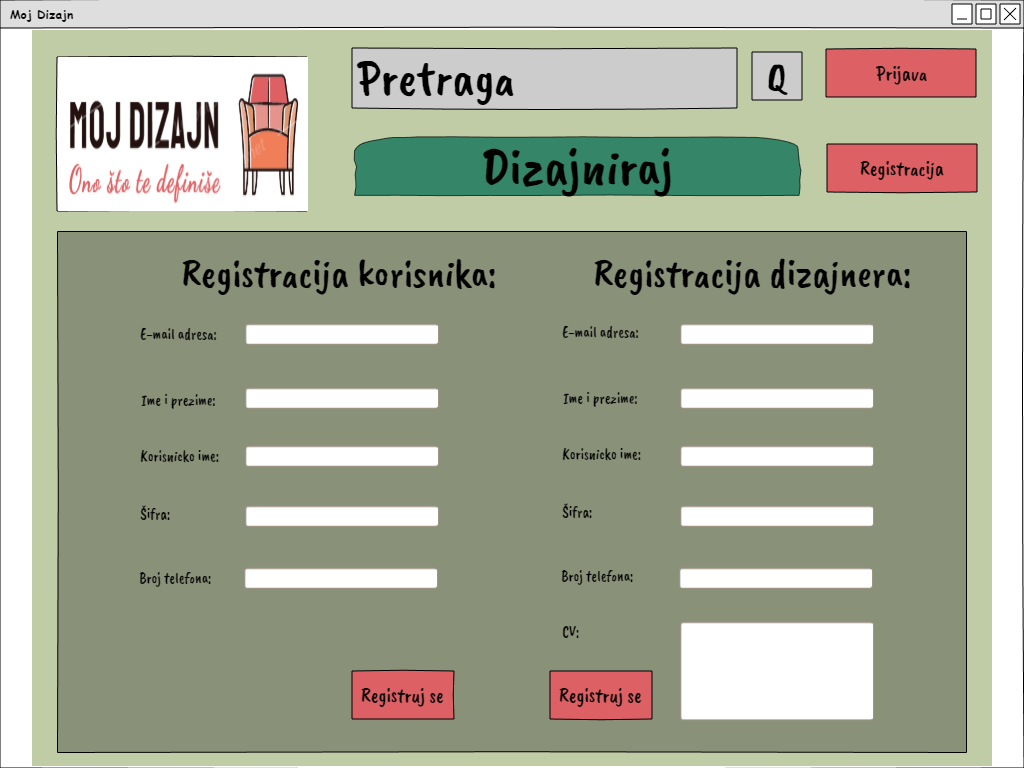 Moj Dizajn
MOJ DIZAJN
Ono što te definiše
Pretraga
Q
Prijava
Dizajniraj
Registracija
Registracija korisnika:
E-mail adresa:
Ime i prezime:
Korisnicko ime:
Šifra:
Broj telefona:
Registruj se
Registracija dizajnera:
E-mail adresa:
Ime i prezime:
Korisnicko ime:
Šifra:
Broj telefona:
CV:
Registruj se